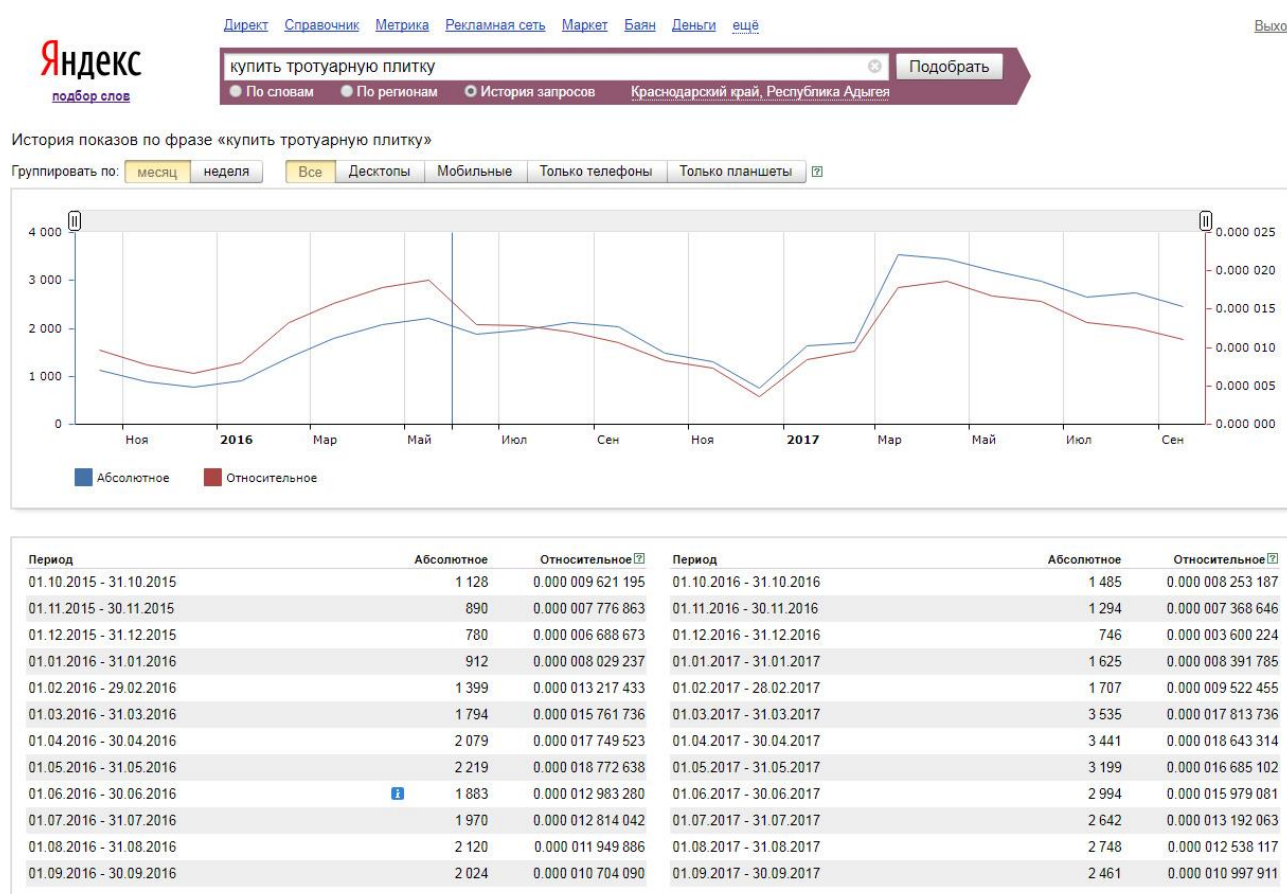 Директ Справочник Метрика Рекламная сеть Маркет Баян Деньги ещё Выхо
Яндекс
подбор слов
купить тротуарную плитку Подобрать
По словам По регионам История запросов Краснодарский край, Республика Адыгея
История показов по фразе «купить тротуарную плитку»
Группировать по: месяц неделя Все Десктопы Мобильные Только телефоны Только планшеты ?
4 000 0.000 025
0.000 020
3 000
0.000 015
2 000
0.000 010
1 000
0.000 005
0 0.000 000
Ноя 2016 Мар Май Июл Сен Ноя 2017 Мар Май Июл Сен
Абсолютное Относительное
Период Абсолютное Относительное ? Период Абсолютное Относительное ?
01.10.2015 - 31.10.2015 1 128 0.000 009 621 195 01.10.2016 - 31.10.2016 1 485 0.000 008 253 187
01.11.2015 - 30.11.2015 890 0.000 007 776 863 01.11.2016 - 30.11.2016 1 294 0.000 007 368 646
01.12.2015 - 31.12.2015 780 0.000 006 688 673 01.12.2016 - 31.12.2016 746 0.000 003 600 224
01.01.2016 - 31.01.2016 912 0.000 008 029 237 01.01.2017 - 31.01.2017 1 625 0.000 008 391 785
01.02.2016 - 29.02.2016 1 399 0.000 013 217 433 01.02.2017 - 28.02.2017 1 707 0.000 009 522 455
01.03.2016 - 31.03.2016 1 794 0.000 015 761 736 01.03.2017 - 31.03.2017 3 535 0.000 017 813 736
01.04.2016 - 30.04.2016 2 079 0.000 017 749 523 01.04.2017 - 30.04.2017 3 441 0.000 018 643 314
01.05.2016 - 31.05.2016 2 219 0.000 018 772 638 01.05.2017 - 31.05.2017 3 199 0.000 016 685 102
01.06.2016 - 30.06.2016 i 1 883 0.000 012 983 280 01.06.2017 - 30.06.2017 2 994 0.000 015 979 081
01.07.2016 - 31.07.2016 1 970 0.000 012 814 042 01.07.2017 - 31.07.2017 2 642 0.000 013 192 063
01.08.2016 - 31.08.2016 2 120 0.000 011 949 886 01.08.2017 - 31.08.2017 2 748 0.000 012 538 117
01.09.2016 - 30.09.2016 2 024 0.000 010 704 090 01.09.2017 - 30.09.2017 2 461 0.000 010 997 911